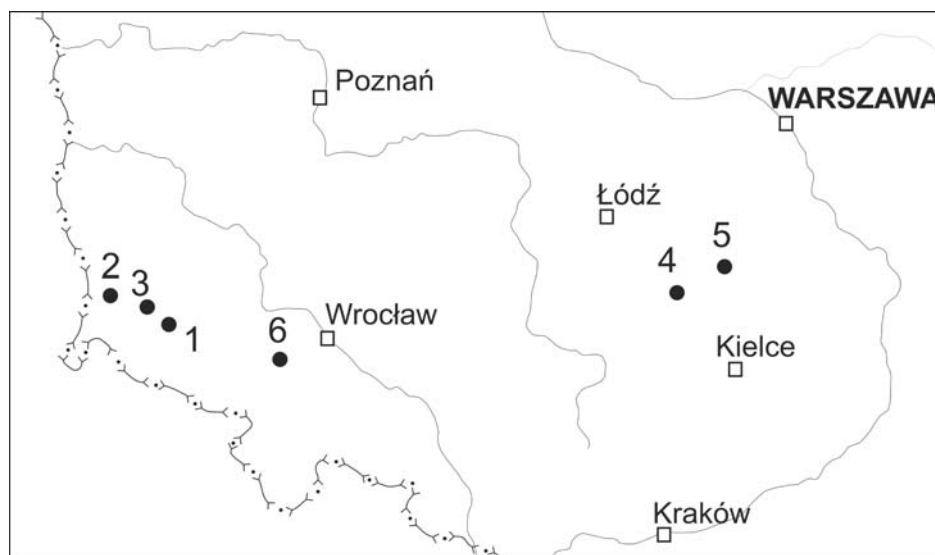 Poznań
WARSZAWA
Łódź
5
4
2
3
1
6
Wrocław
Kielce
Kraków